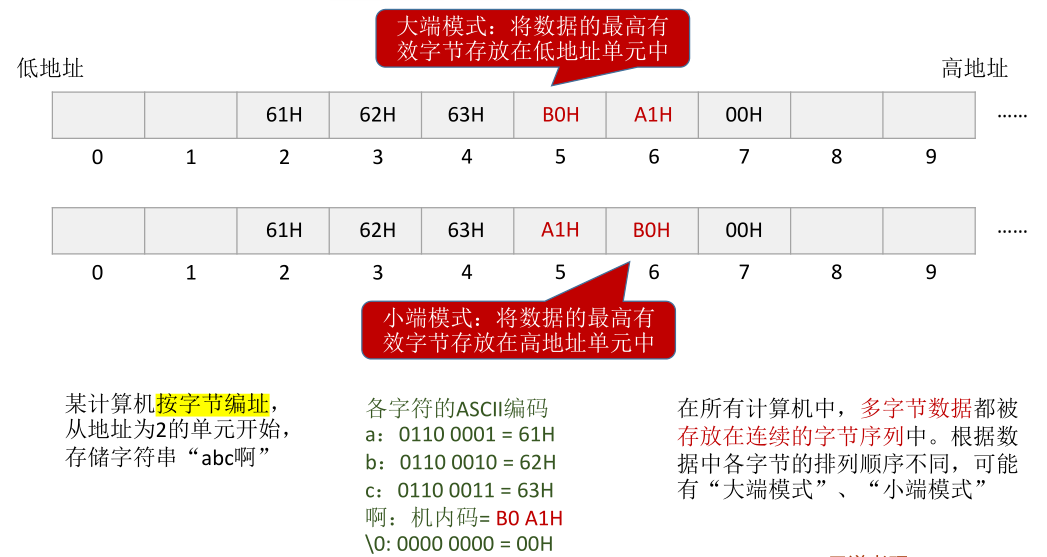 大端模式：将数据的最高有
效字节存放在低地址单元中
低地址
高地址
61H 62H 63H B0H A1H 00H ……
0 1 2 3 4 5 6 7 8 9
61H 62H 63H A1H B0H 00H ……
0 1 2 3 4 5 6 7 8 9
小端模式：将数据的最高有
效字节存放在高地址单元中
某计算机按字节编址，
从地址为2的单元开始，
存储字符串“abc啊”
各字符的ASCII编码
a：0110 0001 = 61H
b：0110 0010 = 62H
c：0110 0011 = 63H
啊：机内码= B0 A1H
\0: 0000 0000 = 00H
在所有计算机中，多字节数据都被
存放在连续的字节序列中。根据数
据中各字节的排列顺序不同，可能
有“大端模式”、“小端模式”